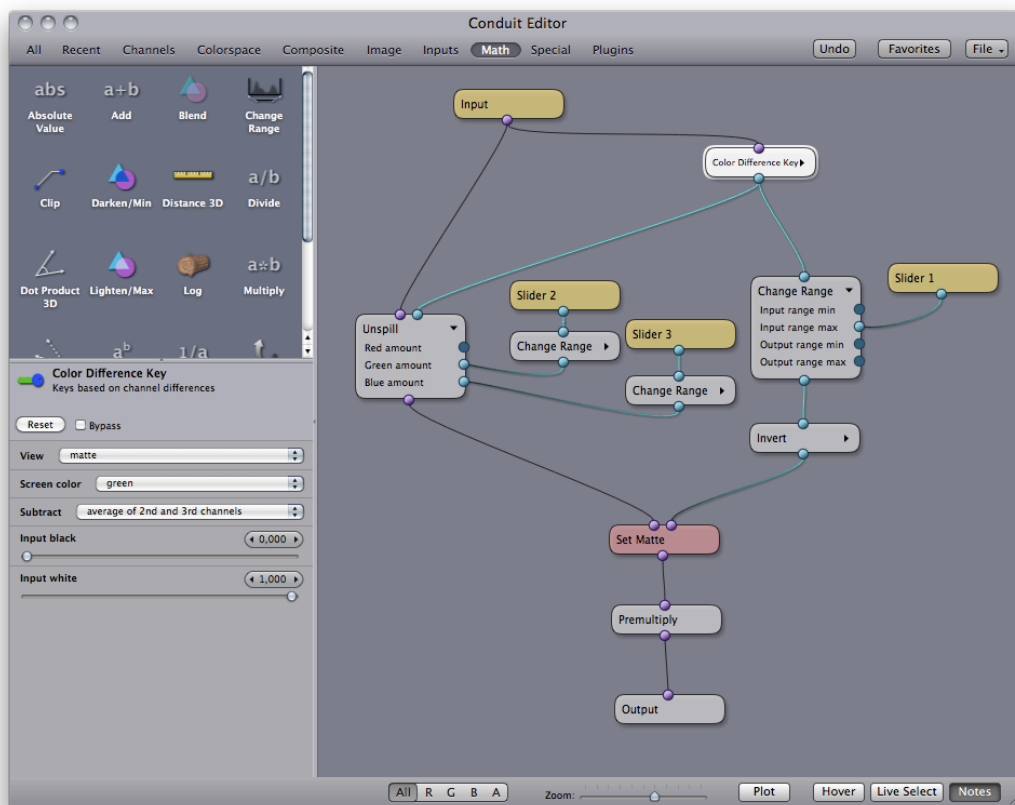 Conduit Editor
All Recent Channels Colorspace Composite Image Inputs Math Special Plugins Undo Favorites File
abs a+b
Absolute Value Add Blend Change Range
a/b
Clip Darken/Min Distance 3D Divide
a*b
Dot Product 3D Lighten/Max Log Multiply
a^b 1/a
Color Difference Key
Keys based on channel differences
Reset Bypass
View matte
Screen color green
Subtract average of 2nd and 3rd channels
Input black 0,000
Input white 1,000
Input
Color Difference Key
Slider 1
Change Range
Input range min
Input range max
Output range min
Output range max
Slider 2
Change Range
Slider 3
Change Range
Unspill
Red amount
Green amount
Blue amount
Invert
Set Matte
Premultiply
Output
All R G B A Zoom: Plot Hover Live Select Notes